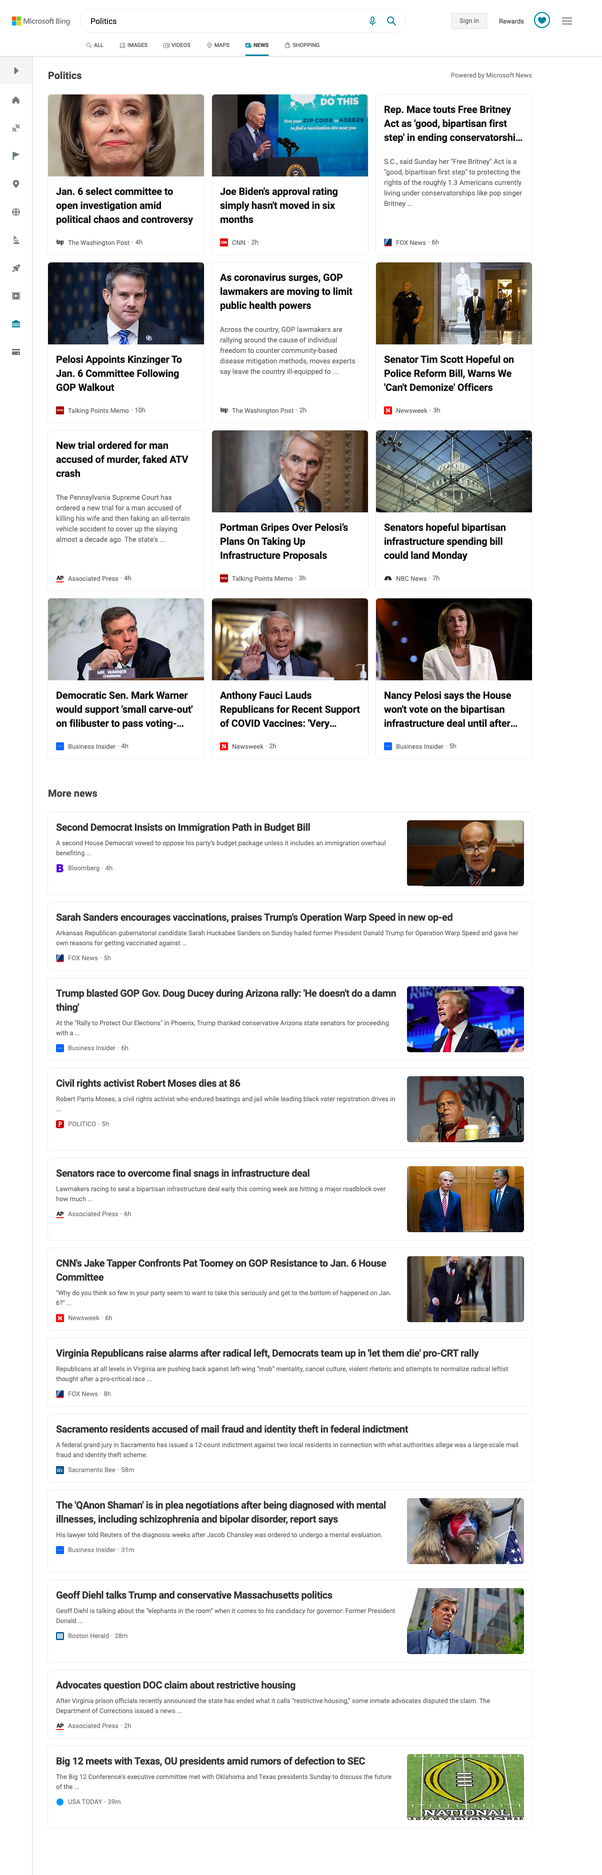 Microsoft Bing
Politics
Sign in
Rewards
ALL
IMAGES
VIDEOS
MAPS
NEWS
SHOPPING
Politics
Powered by Microsoft News
Jan. 6 select committee to
open investigation amid
political chaos and controversy
The Washington Post · 4h
DO THIS
ZIP CODE
Joe Biden's approval rating
simply hasn't moved in six
months
CNN · 2h
Rep. Mace touts Free Britney
Act as 'good, bipartisan first
step' in ending conservatorshi...
S.C., said Sunday her "Free Britney" Act is a
"good, bipartisan first step" to protecting the
rights of the roughly 1.3 Americans currently
living under conservatorships like pop singer
Britney ...
FOX News · 6h
Pelosi Appoints Kinzinger To
Jan. 6 Committee Following
GOP Walkout
Talking Points Memo · 10h
As coronavirus surges, GOP
lawmakers are moving to limit
public health powers
Across the country, GOP lawmakers are
rallying around the cause of individual
freedom to counter community-based
disease mitigation methods, moves experts
say leave the country ill-equipped to ...
The Washington Post · 2h
Senator Tim Scott Hopeful on
Police Reform Bill, Warns We
'Can't Demonize' Officers
Newsweek · 3h
New trial ordered for man
accused of murder, faked ATV
crash
The Pennsylvania Supreme Court has
ordered a new trial for a man accused of
killing his wife and then faking an all-terrain
vehicle accident to cover up the slaying
almost a decade ago. The state's ...
Associated Press · 4h
Portman Gripes Over Pelosi's
Plans On Taking Up
Infrastructure Proposals
Talking Points Memo · 3h
Senators hopeful bipartisan
infrastructure spending bill
could land Monday
NBC News · 7h
MR. WARNER
Democratic Sen. Mark Warner
would support 'small carve-out'
on filibuster to pass voting-...
Business Insider · 4h
Anthony Fauci Lauds
Republicans for Recent Support
of COVID Vaccines: 'Very...
Newsweek · 2h
Nancy Pelosi says the House
won't vote on the bipartisan
infrastructure deal until after...
Business Insider · 5h
More news
Second Democrat Insists on Immigration Path in Budget Bill
A second House Democrat vowed to oppose his party's budget package unless it includes an immigration overhaul
benefiting ...
Bloomberg · 4h
Sarah Sanders encourages vaccinations, praises Trump's Operation Warp Speed in new op-ed
Arkansas Republican gubernatorial candidate Sarah Huckabee Sanders on Sunday hailed former President Donald Trump for Operation Warp Speed and gave her
own reasons for getting vaccinated against ...
FOX News · 5h
Trump blasted GOP Gov. Doug Ducey during Arizona rally: 'He doesn't do a damn
thing'
At the "Rally to Protect Our Elections" in Phoenix, Trump thanked conservative Arizona state senators for proceeding
with a ...
Business Insider · 6h
Civil rights activist Robert Moses dies at 86
Robert Parris Moses, a civil rights activist who endured beatings and jail while leading black voter registration drives in
...
POLITICO · 5h
Senators race to overcome final snags in infrastructure deal
Lawmakers racing to seal a bipartisan infrastructure deal early this coming week are hitting a major roadblock over
how much ...
Associated Press · 6h
CNN's Jake Tapper Confronts Pat Toomey on GOP Resistance to Jan. 6 House
Committee
"Why do you think so few in your party seem to want to take this seriously and get to the bottom of happened on Jan.
6?" ...
Newsweek · 6h
Virginia Republicans raise alarms after radical left, Democrats team up in 'let them die' pro-CRT rally
Republicans at all levels in Virginia are pushing back against left-wing "mob" mentality, cancel culture, violent rhetoric and attempts to normalize radical leftist
thought after a pro-critical race ...
FOX News · 8h
Sacramento residents accused of mail fraud and identity theft in federal indictment
A federal grand jury in Sacramento has issued a 12-count indictment against two local residents in connection with what authorities allege was a large-scale mail
fraud and identity theft scheme.
Sacramento Bee · 58m
The 'QAnon Shaman' is in plea negotiations after being diagnosed with mental
illnesses, including schizophrenia and bipolar disorder, report says
His lawyer told Reuters of the diagnosis weeks after Jacob Chansley was ordered to undergo a mental evaluation.
Business Insider · 31m
Geoff Diehl talks Trump and conservative Massachusetts politics
Geoff Diehl is talking about the "elephants in the room" when it comes to his candidacy for governor: Former President
Donald ...
Boston Herald · 28m
Advocates question DOC claim about restrictive housing
After Virginia prison officials recently announced the state has ended what it calls "restrictive housing," some inmate advocates disputed the claim. The
Department of Corrections issued a news ...
Associated Press · 2h
Big 12 meets with Texas, OU presidents amid rumors of defection to SEC
The Big 12 Conference's executive committee met with Oklahoma and Texas presidents Sunday to discuss the future
of the ...
USA TODAY · 39m
NATIONAL